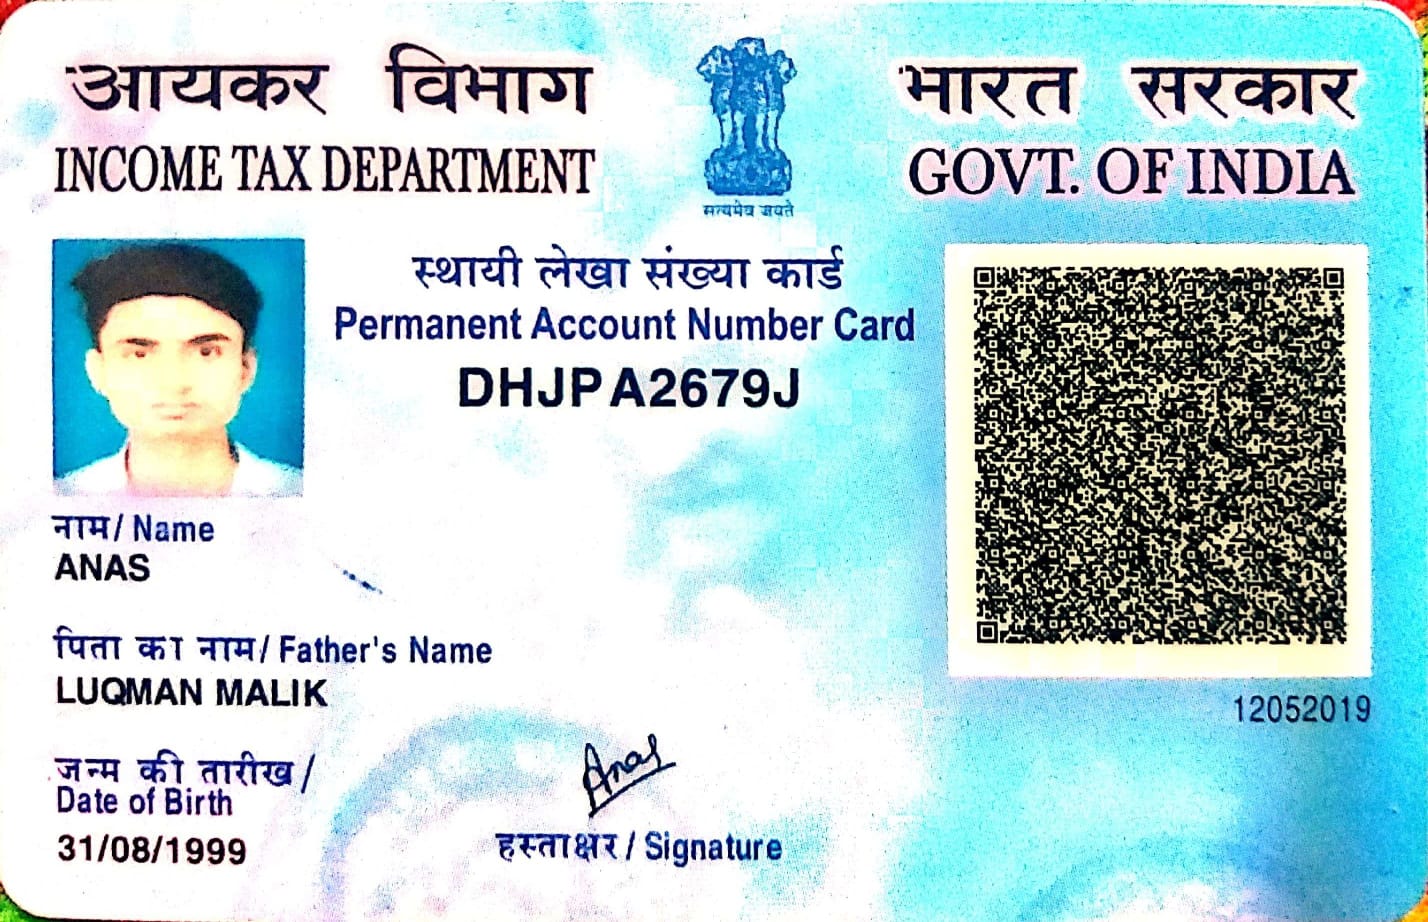 आयकर विभाग
INCOME TAX DEPARTMENT
सत्यमेव जयते
भारत सरकार
GOVT. OF INDIA
स्थायी लेखा संख्या कार्ड
Permanent Account Number Card
DHJPA2679J
नाम / Name
ANAS
पिता का नाम / Father's Name
LUQMAN MALIK
जन्म की तारीख /
Date of Birth
31/08/1999
Anas
हस्ताक्षर / Signature
12052019